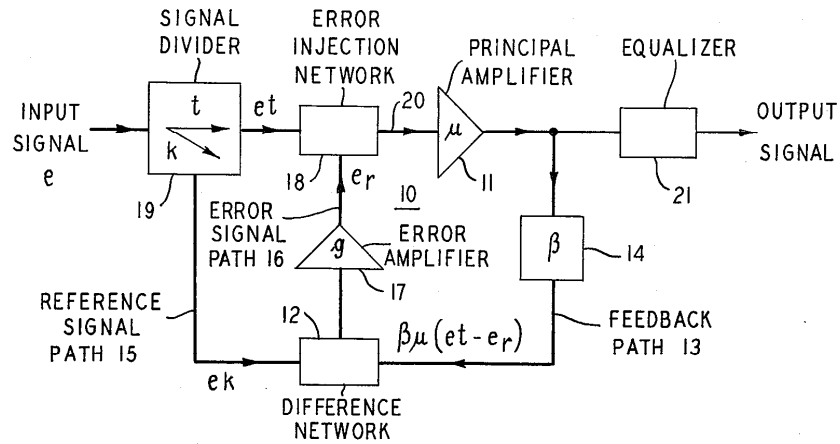 SIGNAL
DIVIDER
ERROR
INJECTION
NETWORK
PRINCIPAL
AMPLIFIER
EQUALIZER
INPUT
SIGNAL
e
t
k
et
20
μ
OUTPUT
SIGNAL
19
18
er
10
11
21
ERROR
SIGNAL
PATH 16
g
ERROR
AMPLIFIER
17
β
14
REFERENCE
SIGNAL
PATH 15
12
βμ(et-er)
FEEDBACK
PATH 13
ek
DIFFERENCE
NETWORK